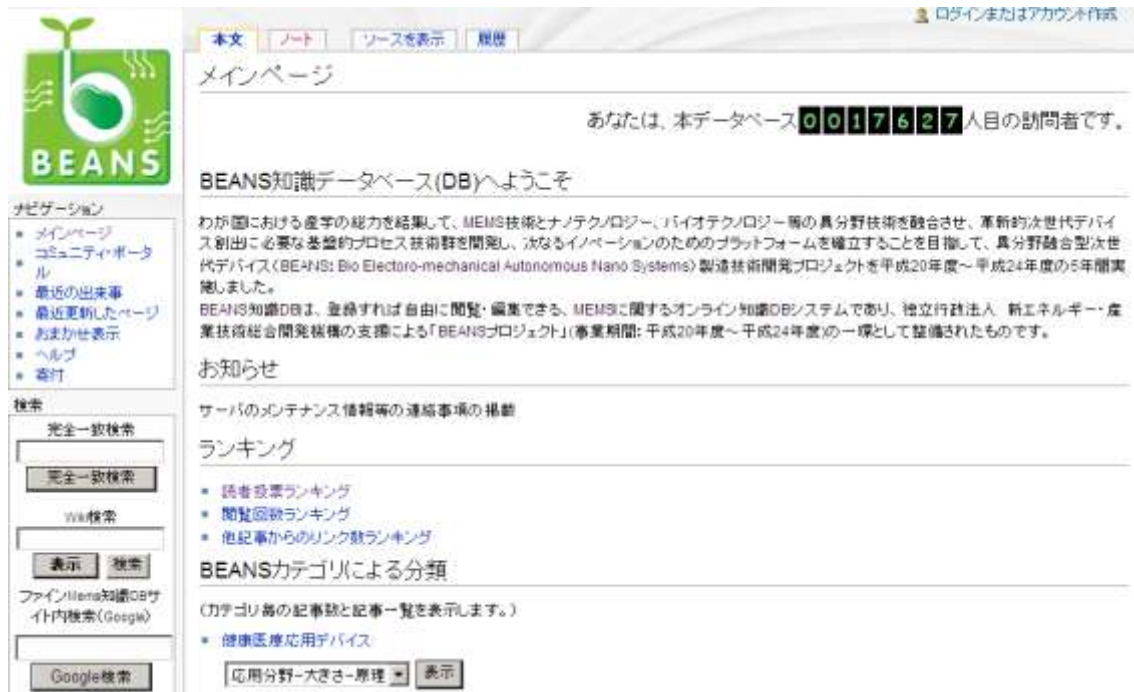 ログインまたはアカウント作成
本文 ノート ソースを表示 履歴
メインページ
あなたは、本データベース0017627人目の訪問者です。
BEANS
BEANS知識データベース(DB)へようこそ
わが国における産学の総力を結集して、MEMS技術とナノテクノロジー、バイオテクノロジー等の異分野技術を融合させ、革新的次世代デバイ
ス創出に必要な基盤的プロセス技術群を開発し、次なるイノベーションのためのプラットフォームを確立することを目指して、異分野融合型次世
代デバイス(BEANS: Bio Electoro-mechanical Autonomous Nano Systems)製造技術開発プロジェクトを平成20年度～平成24年度の5年間実
施しました。
BEANS知識DBは、登録すれば自由に閲覧・編集できる、MEMSに関するオンライン知識DBシステムであり、独立行政法人 新エネルギー・産
業技術総合開発機構の支援による「BEANSプロジェクト」(事業期間: 平成20年度～平成24年度)の一環として整備されたものです。
お知らせ
サーバのメンテナンス情報等の連絡事項の掲載
ランキング
読者投票ランキング
閲覧回数ランキング
他記事からのリンク数ランキング
BEANSカテゴリによる分類
(カテゴリ毎の記事数と記事一覧を表示します。)
健康医療応用デバイス
応用分野-大きさ-原理 表示
ナビゲーション
メインページ
コミュニティ・ポータ
ル
最近の出来事
最近更新したページ
おまかせ表示
ヘルプ
寄付
検索
完全一致検索
完全一致検索
Wiki検索
表示 検索
ファインMems知識DBサ
イト内検索(Google)
Google検索